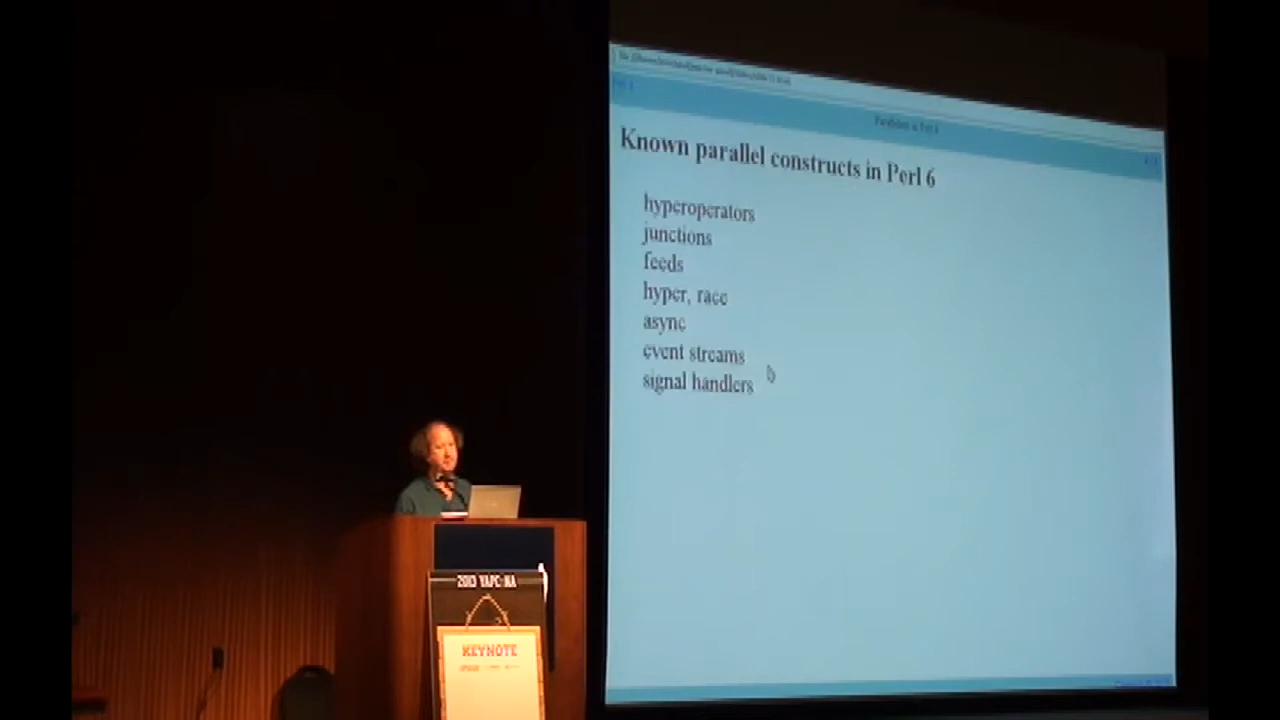 Known parallel constructs in Perl 6
hyperoperators
junctions
feeds
hyper, race
async
event streams
signal handlers
2013 YAPC::NA
KEYNOTE